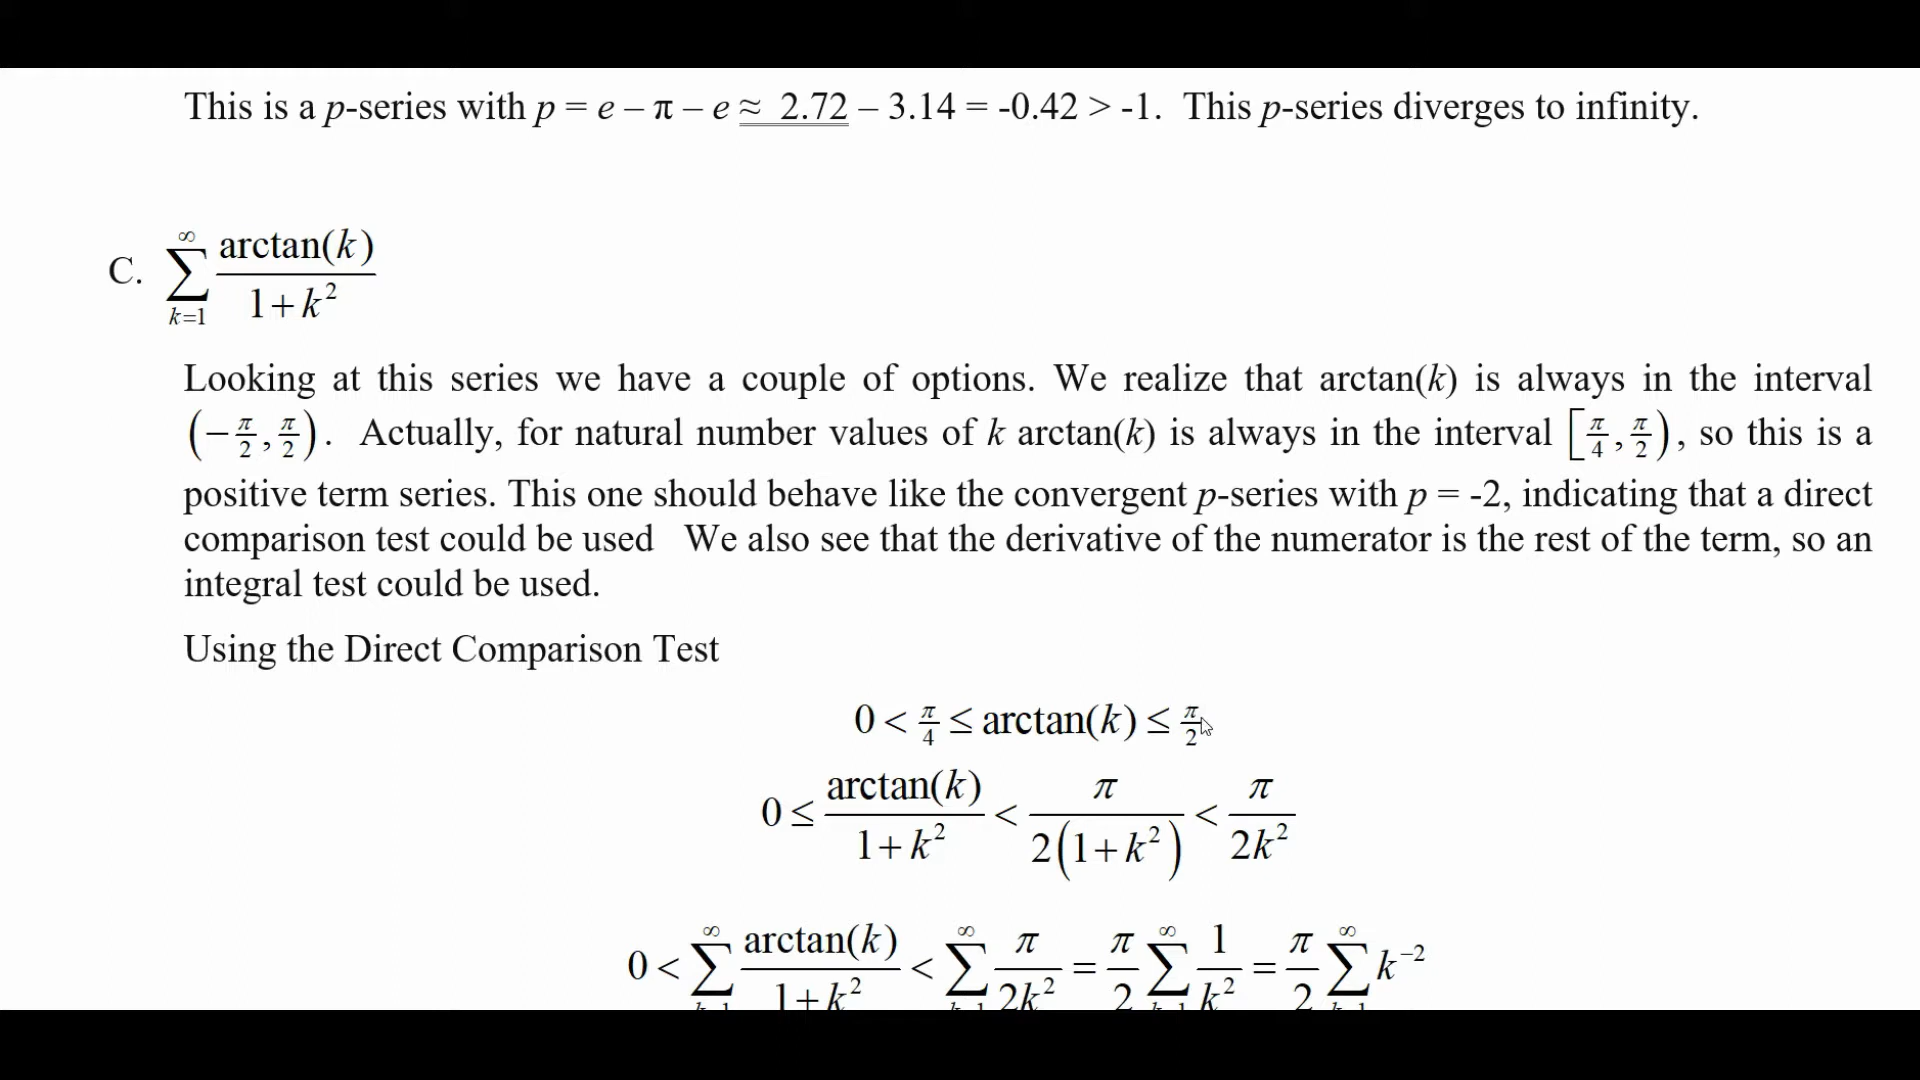 This is a p-series with p = e – π – e ≈ 2.72 – 3.14 = -0.42 > -1. This p-series diverges to infinity.
C. ∑_{k=1}^{∞} arctan(k)/(1+k²)
Looking at this series we have a couple of options. We realize that arctan(k) is always in the interval
(−π/2, π/2). Actually, for natural number values of k arctan(k) is always in the interval [π/4, π/2), so this is a
positive term series. This one should behave like the convergent p-series with p = -2, indicating that a direct
comparison test could be used We also see that the derivative of the numerator is the rest of the term, so an
integral test could be used.
Using the Direct Comparison Test
0 < π/4 ≤ arctan(k) ≤ π/2
0 ≤ arctan(k)/(1+k²) < π/(2(1+k²)) < π/(2k²)
0 < ∑_{k=1}^{∞} arctan(k)/(1+k²) < ∑_{k=1}^{∞} π/(2k²) = π/2 ∑_{k=1}^{∞} 1/k² = π/2 ∑_{k=1}^{∞} k⁻²